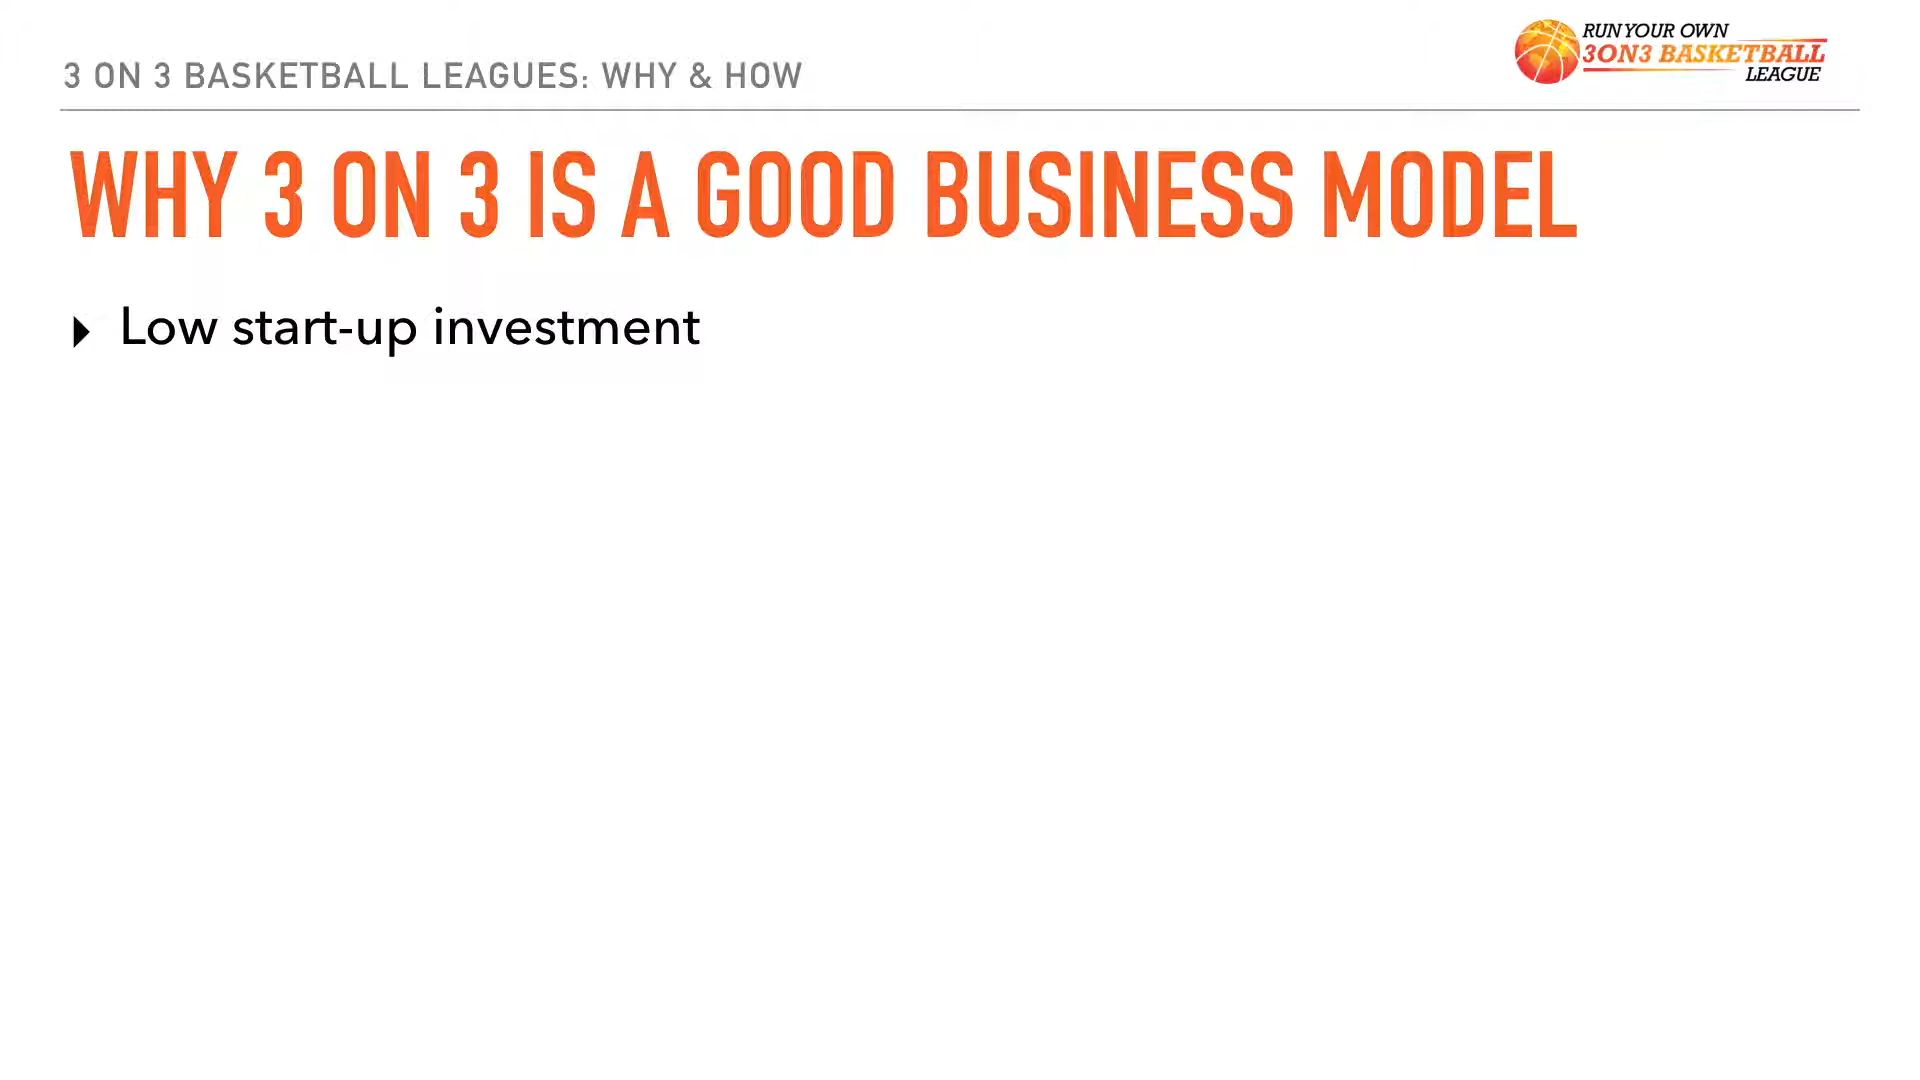 3 ON 3 BASKETBALL LEAGUES: WHY & HOW
RUN YOUR OWN
3ON3 BASKETBALL
LEAGUE
WHY 3 ON 3 IS A GOOD BUSINESS MODEL
▸ Low start-up investment